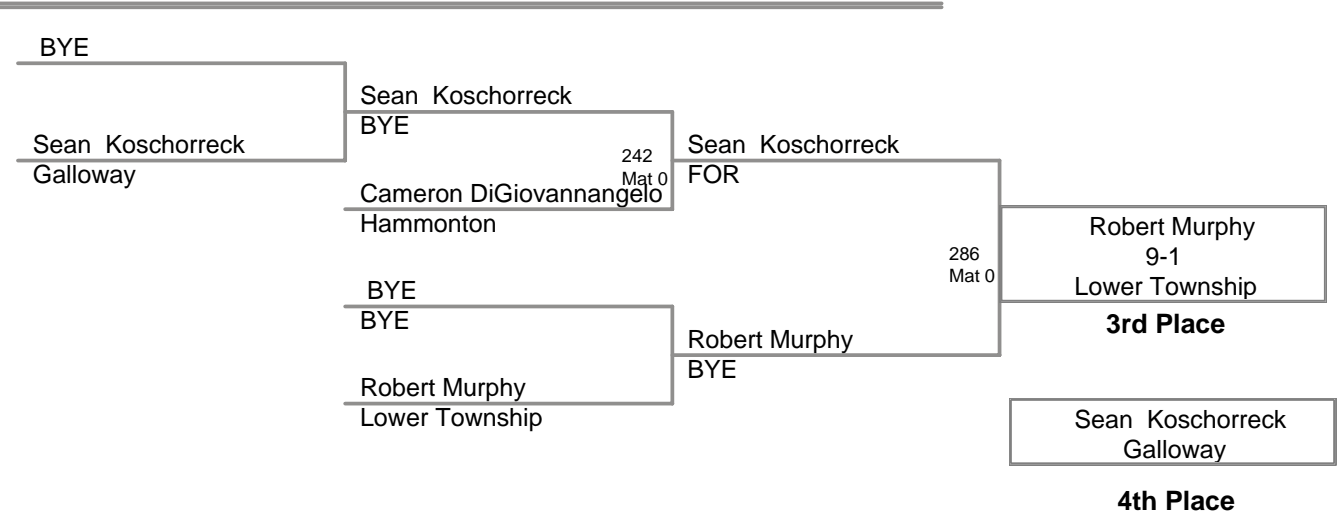 BYE
Sean Koschorreck
BYE
Sean Koschorreck
Galloway
242
Mat 0
Sean Koschorreck
FOR
Cameron DiGiovannangelo
Hammonton
286
Mat 0
Robert Murphy
9-1
Lower Township
3rd Place
BYE
BYE
Robert Murphy
BYE
Robert Murphy
Lower Township
Sean Koschorreck
Galloway
4th Place